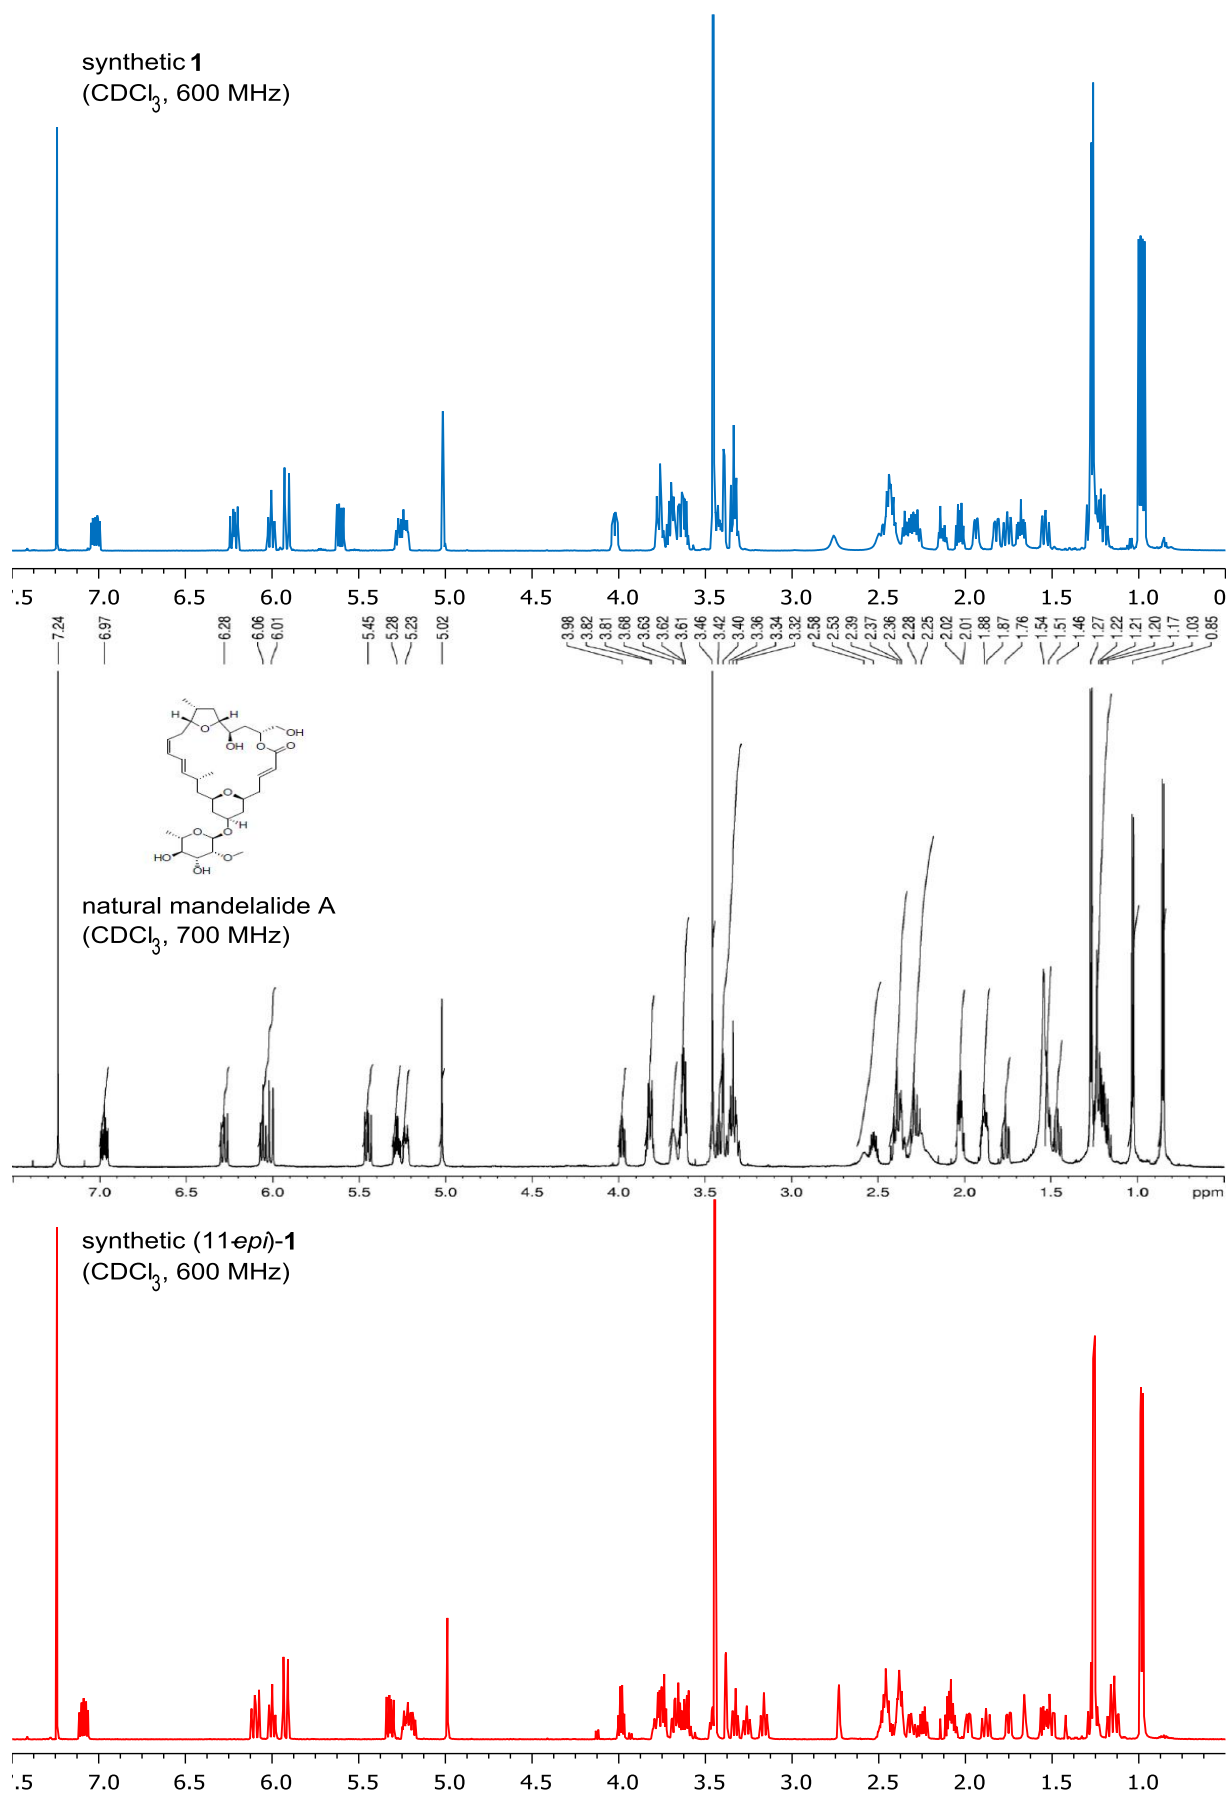 synthetic 1
(CDCl3, 600 MHz)
.5 7.0 6.5 6.0 5.5 5.0 4.5 4.0 3.5 3.0 2.5 2.0 1.5 1.0 0
7.24 6.97 6.28 6.06 6.01 5.45 5.28 5.23 5.02 3.98 3.82 3.81 3.68 3.63 3.62 3.61 3.46 3.42 3.40 3.36 3.34 3.32 2.58 2.53 2.39 2.37 2.36 2.28 2.25 2.02 2.01 1.88 1.87 1.76 1.54 1.51 1.46 1.27 1.22 1.21 1.20 1.17 1.03 0.85
H H
O OH
OH O O
O
O H
O O
HO O
OH
natural mandelalide A
(CDCl3, 700 MHz)
7.0 6.5 6.0 5.5 5.0 4.5 4.0 3.5 3.0 2.5 2.0 1.5 1.0 ppm
synthetic (11-epi)-1
(CDCl3, 600 MHz)
.5 7.0 6.5 6.0 5.5 5.0 4.5 4.0 3.5 3.0 2.5 2.0 1.5 1.0